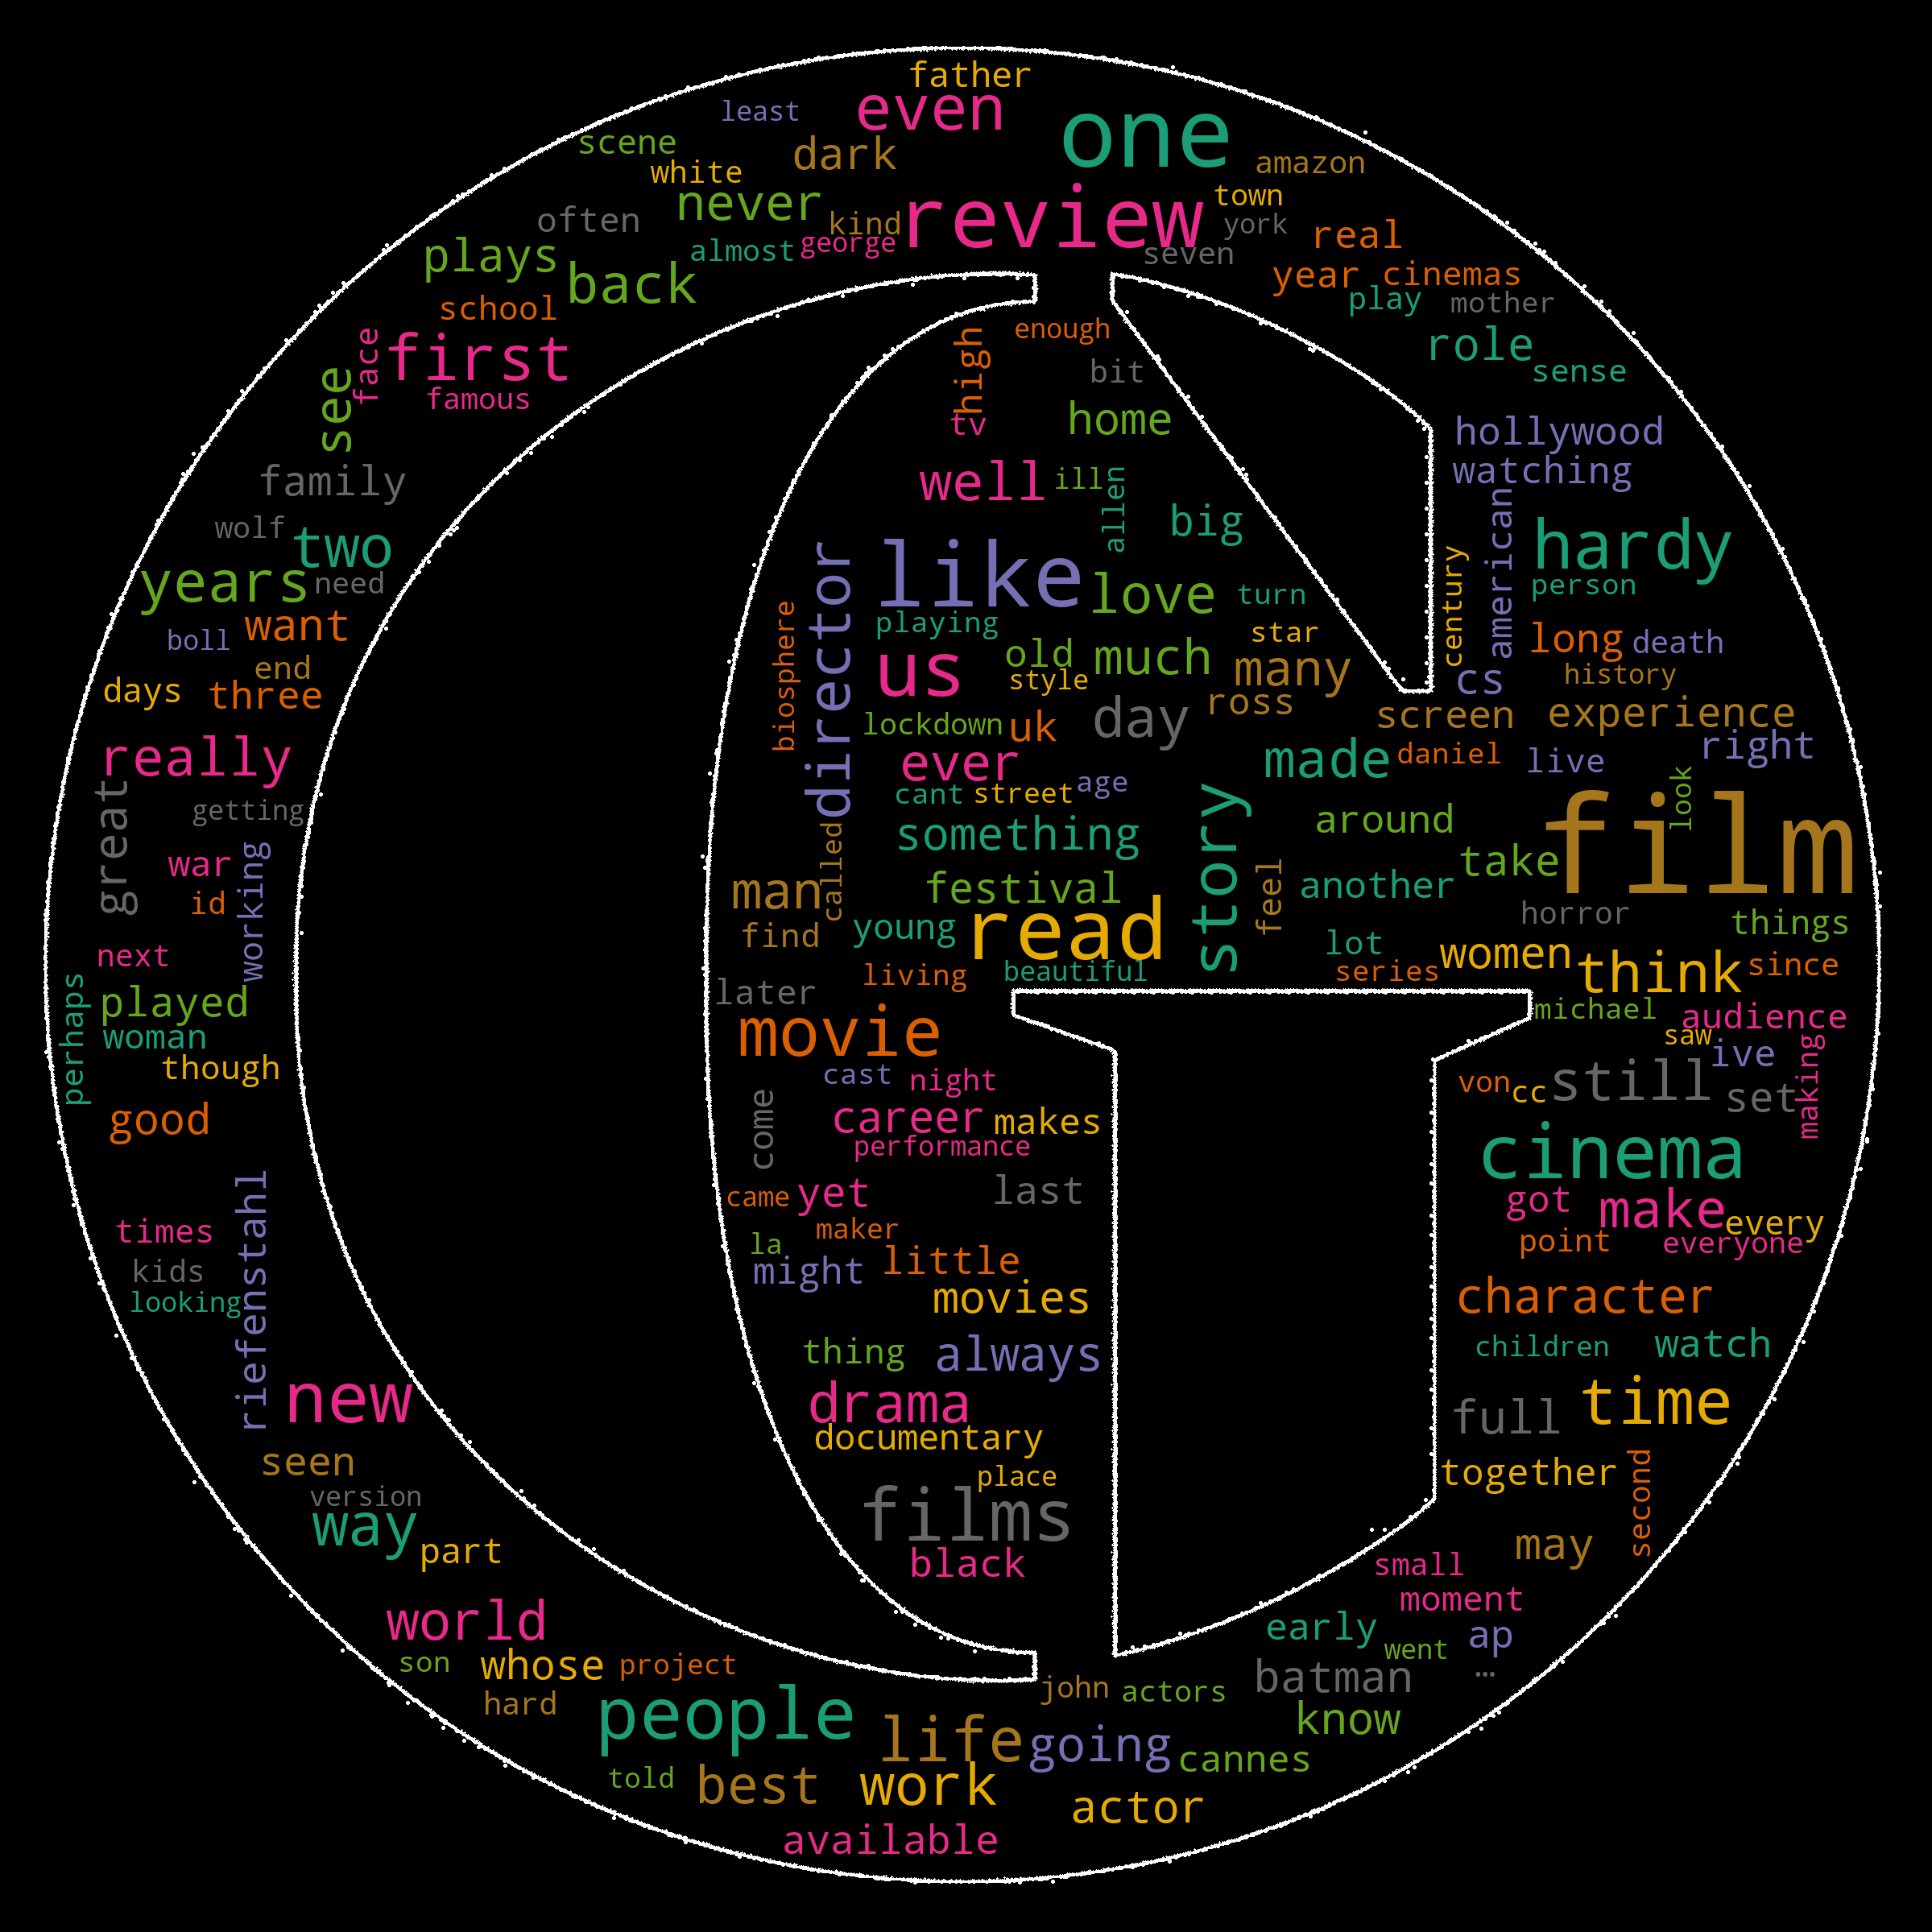 father
least even one
scene dark amazon
white town
never review
often kind york
almost george real
plays seven
back year cinemas
school play mother
face first high enough role
see famous bit sense
tv home hollywood
family well ill watching
allen american
wolf two big hardy
years need like love turn century person
director playing
boll want biosphere star long death
end old much many history
days three us style ross cs
lockdown uk day screen experience
really ever made daniel live right
great cant street age look
getting something story around film
war working called take
id man festival another
young read feel horror things
find lot
next living beautiful series women think since
perhaps played later michael audience
woman movie saw ive
though cast night von cc still set making
good come career makes
performance cinema
riefenstahl came yet last got make every
times maker point everyone
la
kids might little character
looking movies
thing always children watch
new drama full time
documentary
seen place together second
version films
way part black may
small
world moment
early ap
son whose project went
hard people john actors batman …
life going know
told best work cannes
actor
available